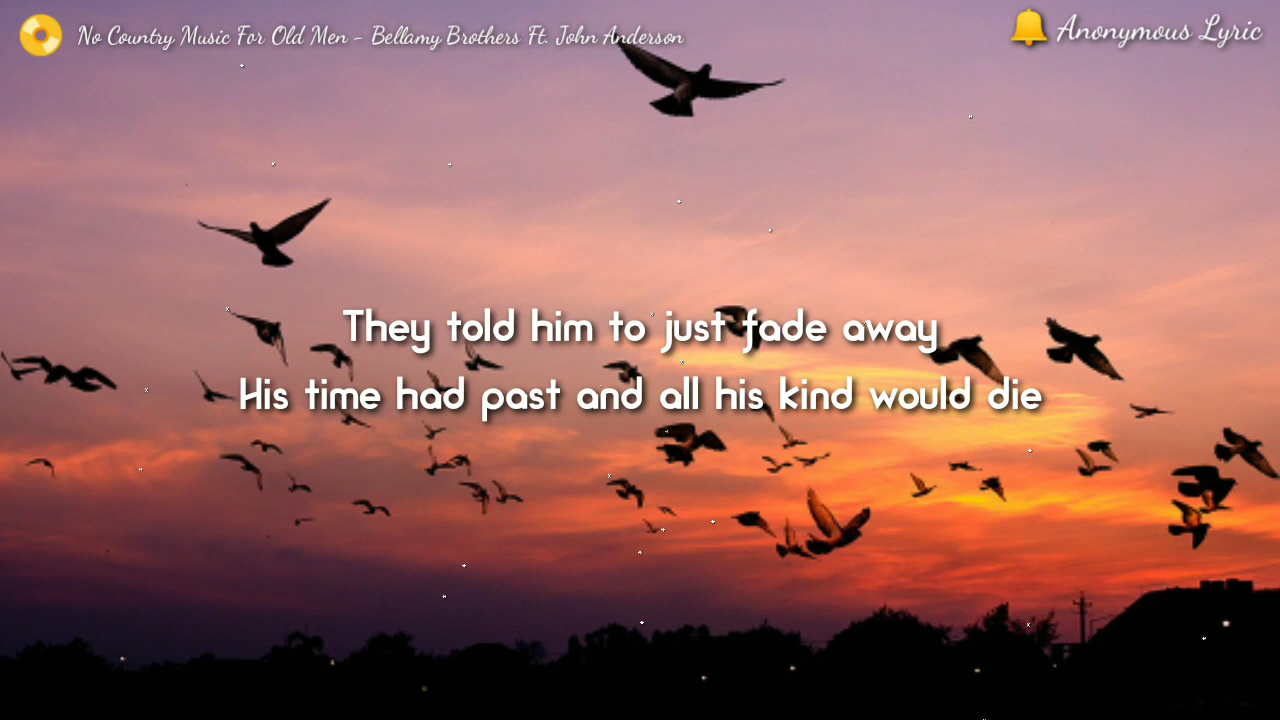 No Country Music For Old Men - Bellamy Brothers Ft. John Anderson
Anonymous Lyric
They told him to just fade away
His time had past and all his kind would die